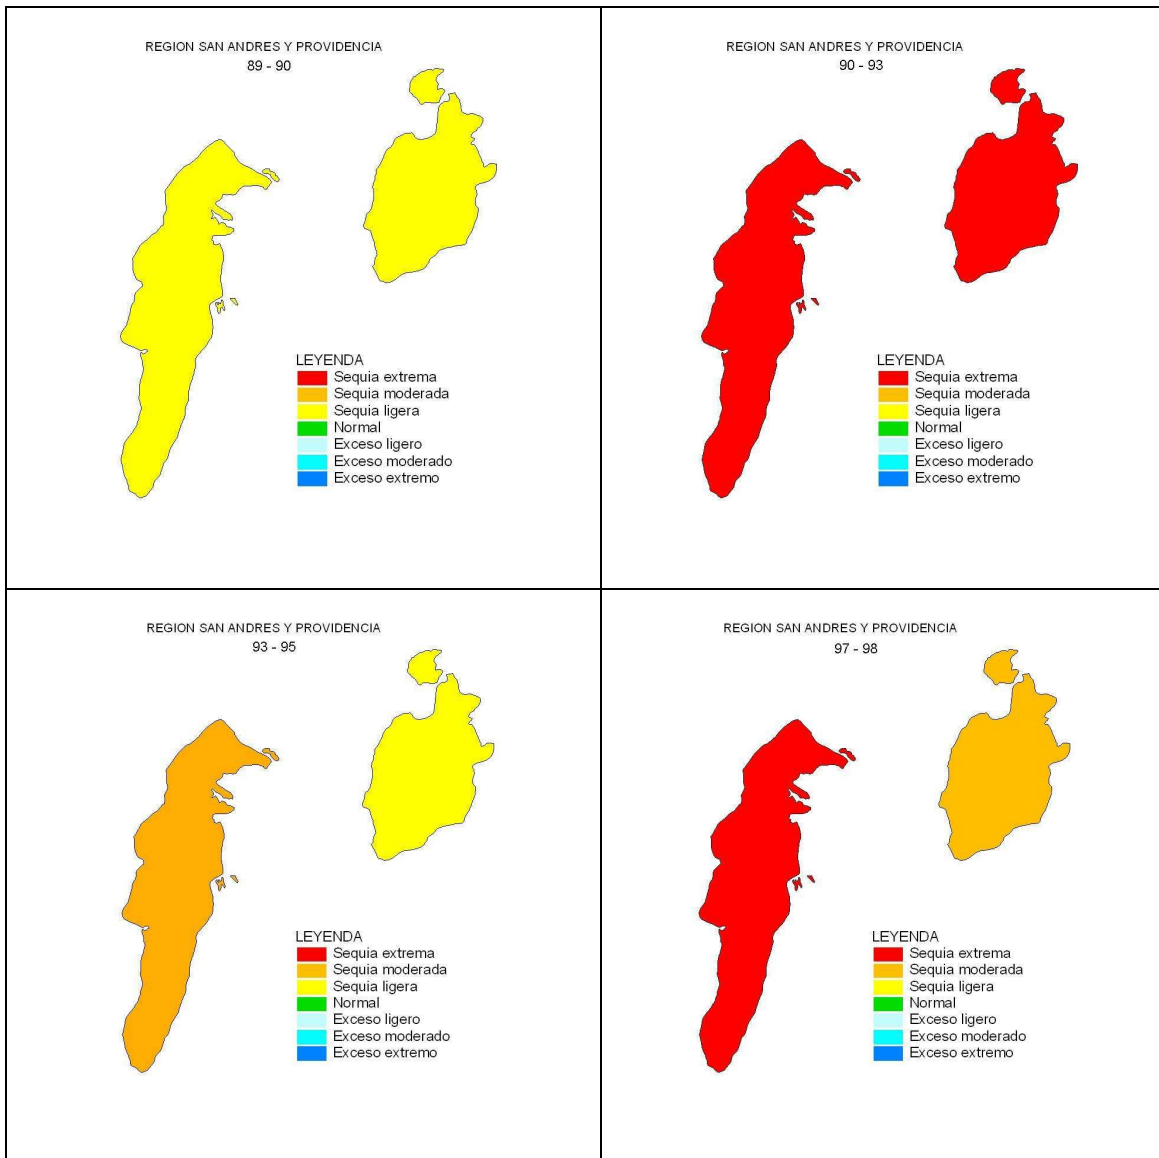 REGION SAN ANDRES Y PROVIDENCIA
89 - 90
LEYENDA
Sequia extrema
Sequia moderada
Sequia ligera
Normal
Exceso ligero
Exceso moderado
Exceso extremo
REGION SAN ANDRES Y PROVIDENCIA
90 - 93
LEYENDA
Sequia extrema
Sequia moderada
Sequia ligera
Normal
Exceso ligero
Exceso moderado
Exceso extremo
REGION SAN ANDRES Y PROVIDENCIA
93 - 95
LEYENDA
Sequia extrema
Sequia moderada
Sequia ligera
Normal
Exceso ligero
Exceso moderado
Exceso extremo
REGION SAN ANDRES Y PROVIDENCIA
97 - 98
LEYENDA
Sequia extrema
Sequia moderada
Sequia ligera
Normal
Exceso ligero
Exceso moderado
Exceso extremo